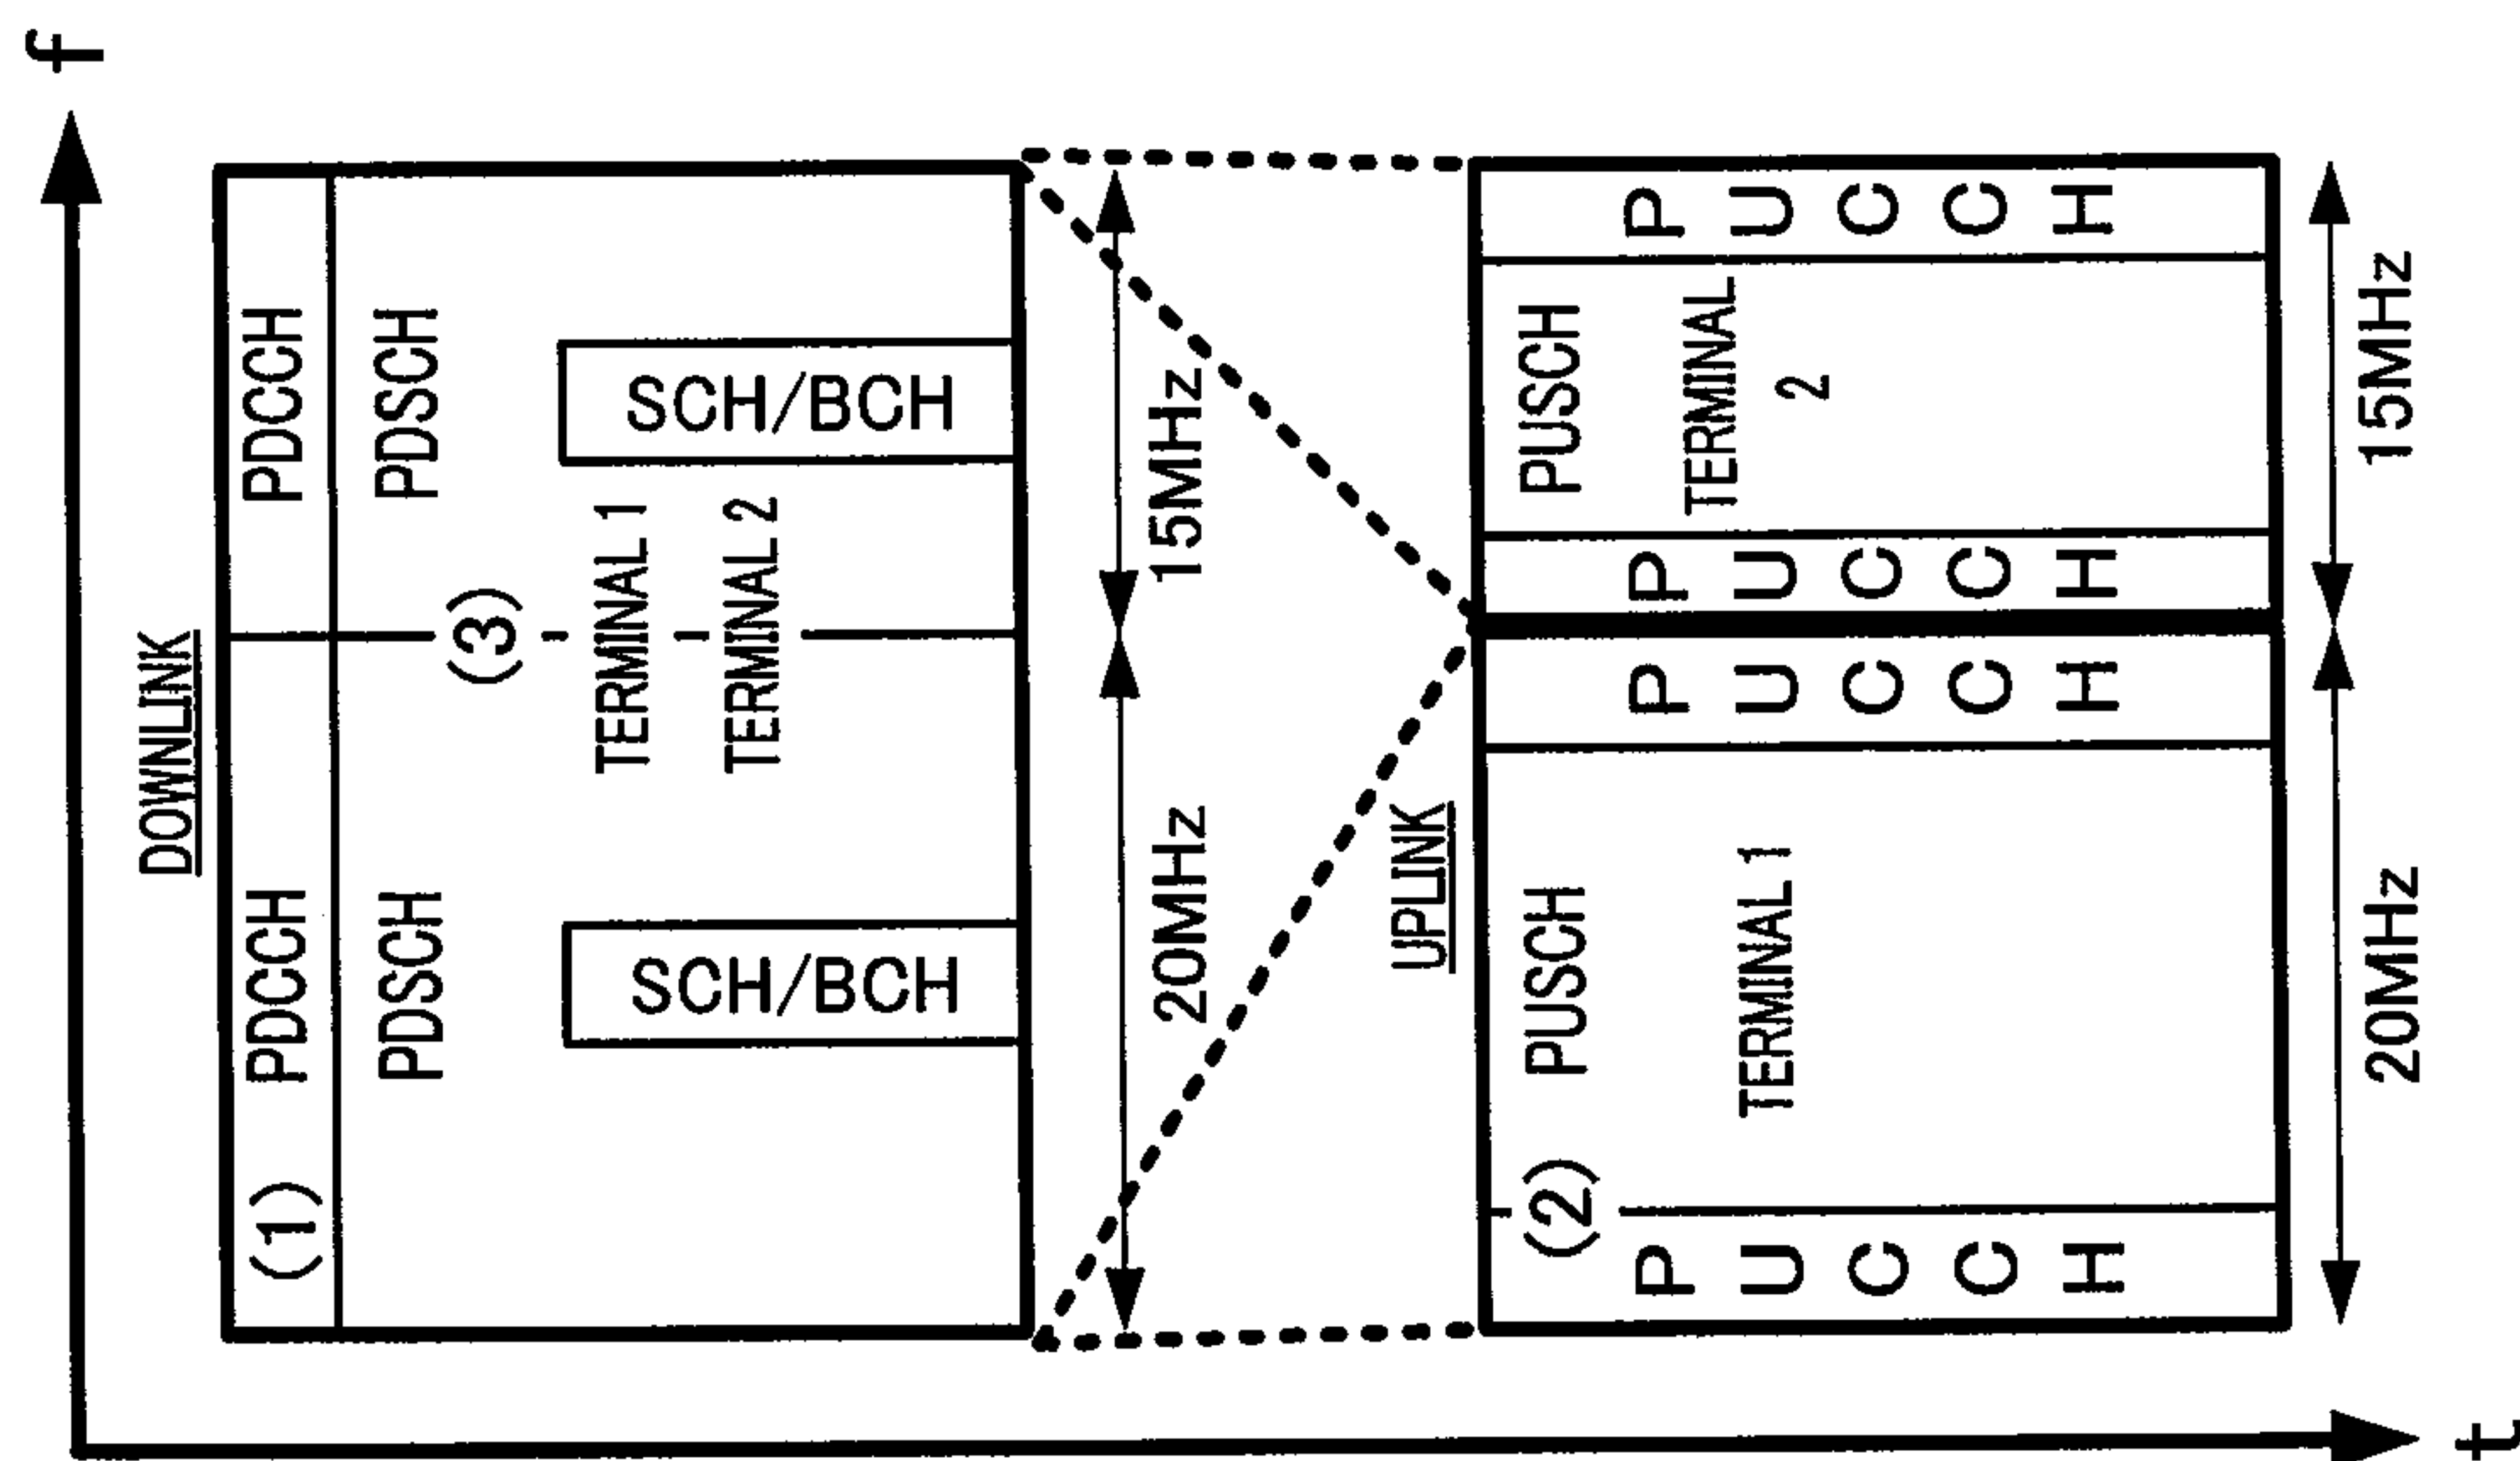 f
DOWNLINK
PDCCH
PDSCH
SCH/BCH
15MHz
(3)
TERMINAL 1
TERMINAL 2
(1)
PDCCH
PDSCH
SCH/BCH
20MHz
UPLINK
PUCCH
PUSCH
TERMINAL
2
PUCCH
15MHz
PUCCH
(2)
PUSCH
TERMINAL 1
PUCCH
20MHz
t